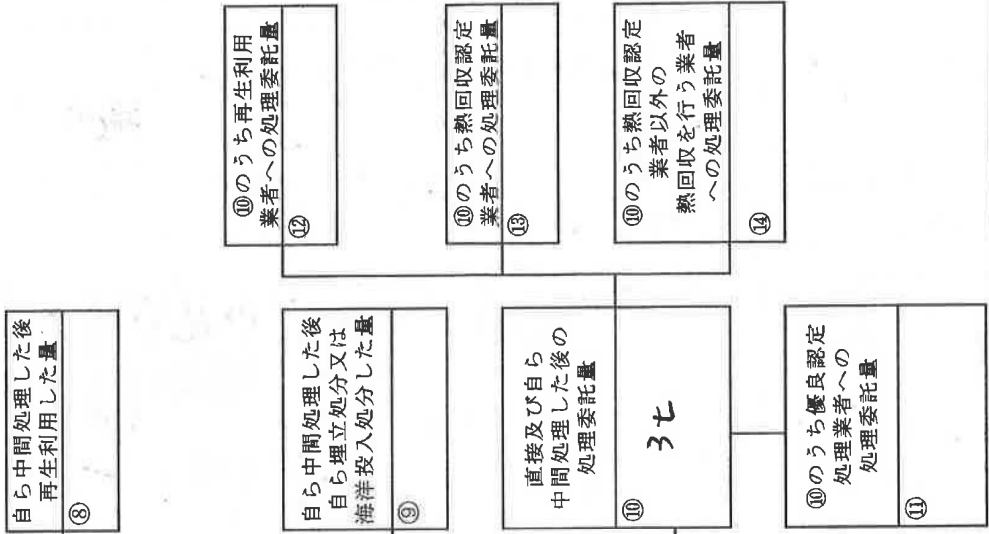 自ら中間処理した後
再生利用した量
⑧
自ら中間処理した後
自ら埋立処分又は
海洋投入処分した量
⑨
直接及び自ら
中間処理した後の
処理委託量
⑩
3t
⑩のうち優良認定
処理業者への
処理委託量
⑪
⑩のうち再生利用
業者への処理委託量
⑫
⑩のうち熱回収認定
業者への処理委託量
⑬
⑩のうち熱回収認定
業者以外の
熱回収を行う業者
への処理委託量
⑭